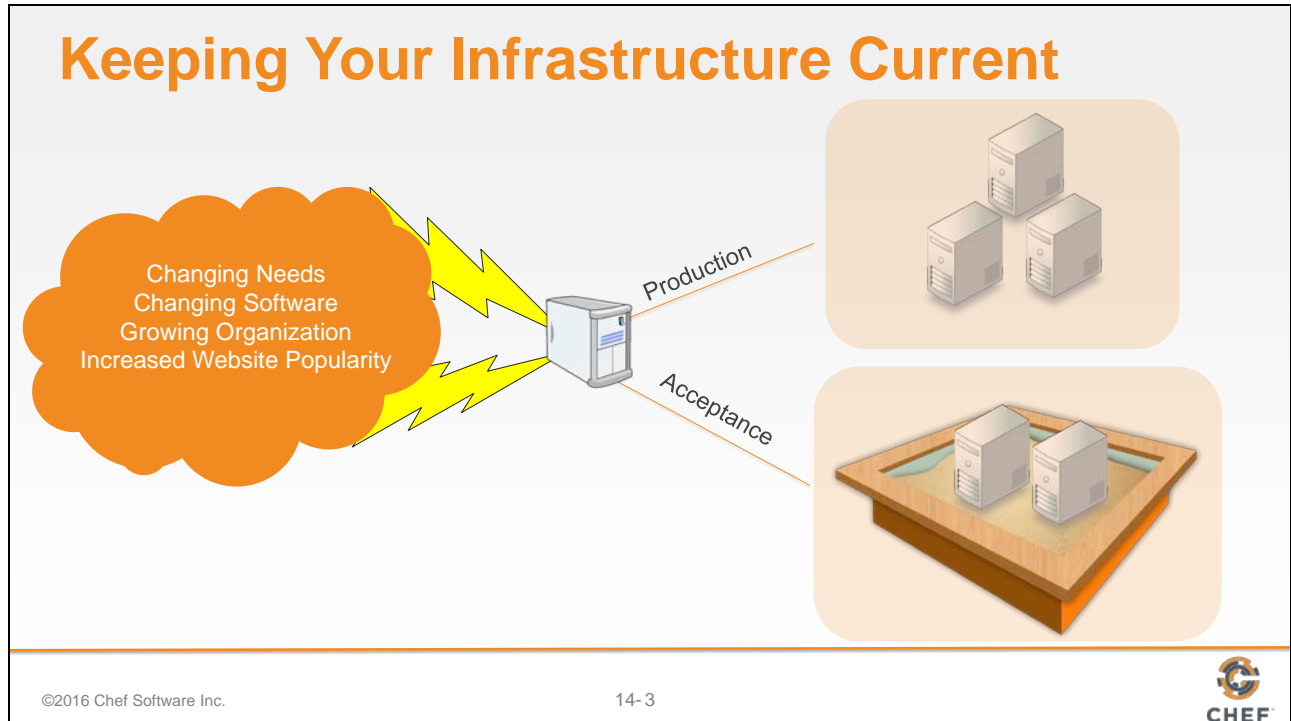 Keeping Your Infrastructure Current
Changing Needs
Changing Software
Growing Organization
Increased Website Popularity
Production
Acceptance
©2016 Chef Software Inc.
14- 3
CHEF